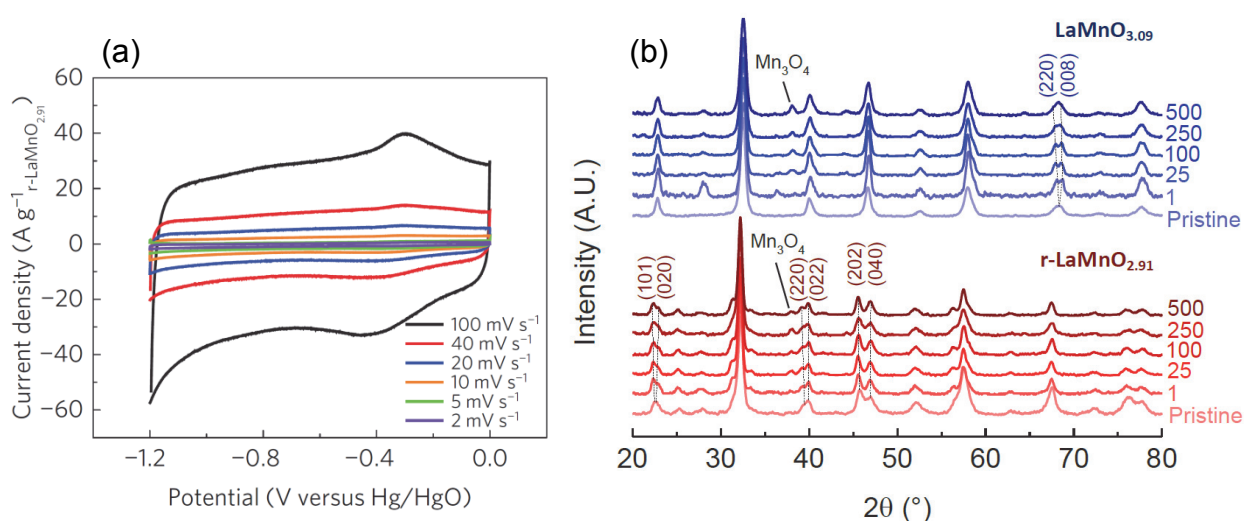 (a)
Current density (A g⁻¹ r-LaMnO₂.₉₁)
60
40
20
0
−20
−40
−60
−1.2
−0.8
−0.4
0.0
Potential (V versus Hg/HgO)
100 mV s⁻¹
40 mV s⁻¹
20 mV s⁻¹
10 mV s⁻¹
5 mV s⁻¹
2 mV s⁻¹
(b)
Intensity (A.U.)
LaMnO₃.₀₉
Mn₃O₄
(220)
(008)
500
250
100
25
1
Pristine
r-LaMnO₂.₉₁
Mn₃O₄
(101)
(020)
(220)
(022)
(202)
(040)
500
250
100
25
1
Pristine
20
30
40
50
60
70
80
2θ (°)